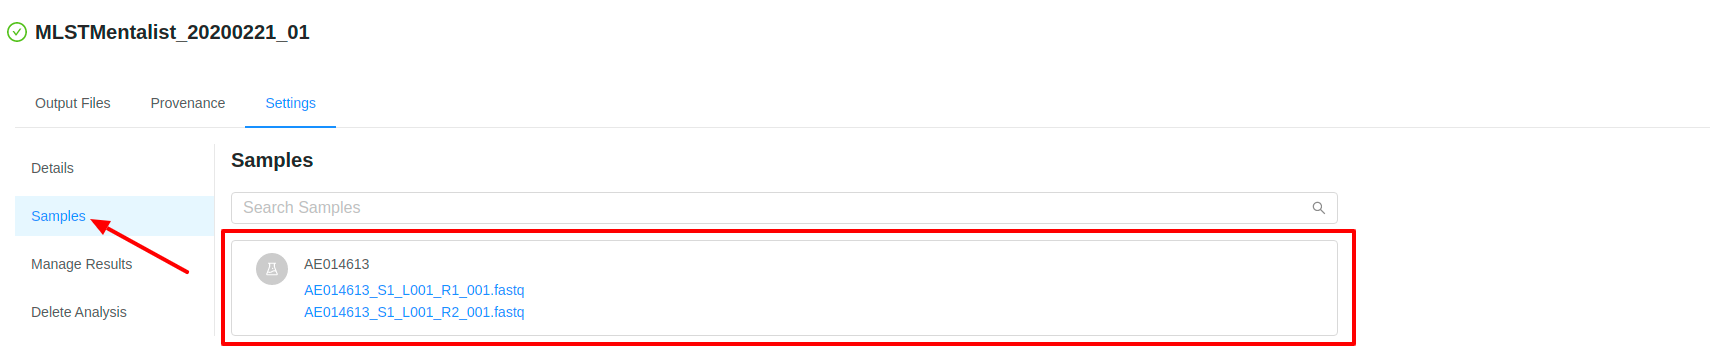 MLSTMentalist_20200221_01
Output Files Provenance Settings
Details
Samples
Manage Results
Delete Analysis
Samples
Search Samples
AE014613
AE014613_S1_L001_R1_001.fastq
AE014613_S1_L001_R2_001.fastq